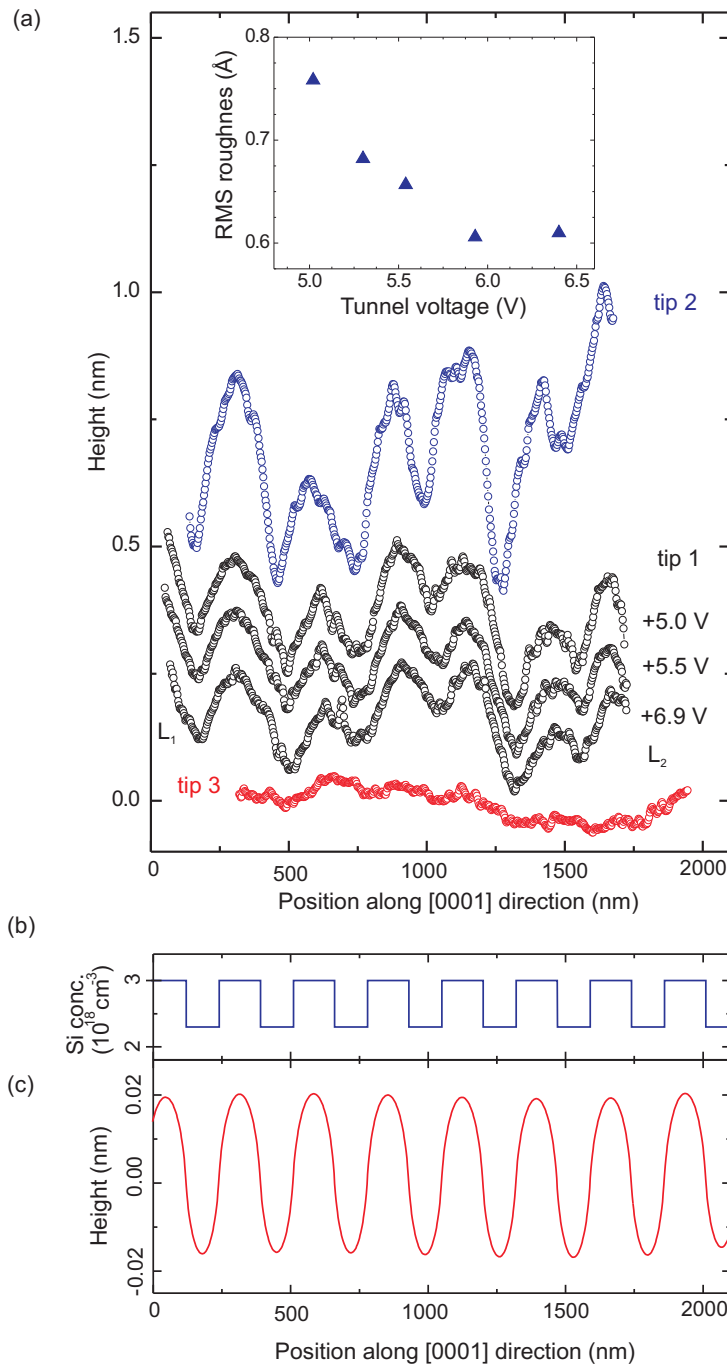 (a)
1.5
1.0
0.5
0.0
Height (nm)
0.8
0.7
0.6
RMS roughnes (Å)
5.0 5.5 6.0 6.5
Tunnel voltage (V)
tip 2
tip 1
+5.0 V
+5.5 V
+6.9 V
L₁
L₂
tip 3
0 500 1000 1500 2000
Position along [0001] direction (nm)
(b)
Si conc.
(10¹⁸ cm⁻³)
3
2
(c)
Height (nm)
0.02
0.00
-0.02
0 500 1000 1500 2000
Position along [0001] direction (nm)